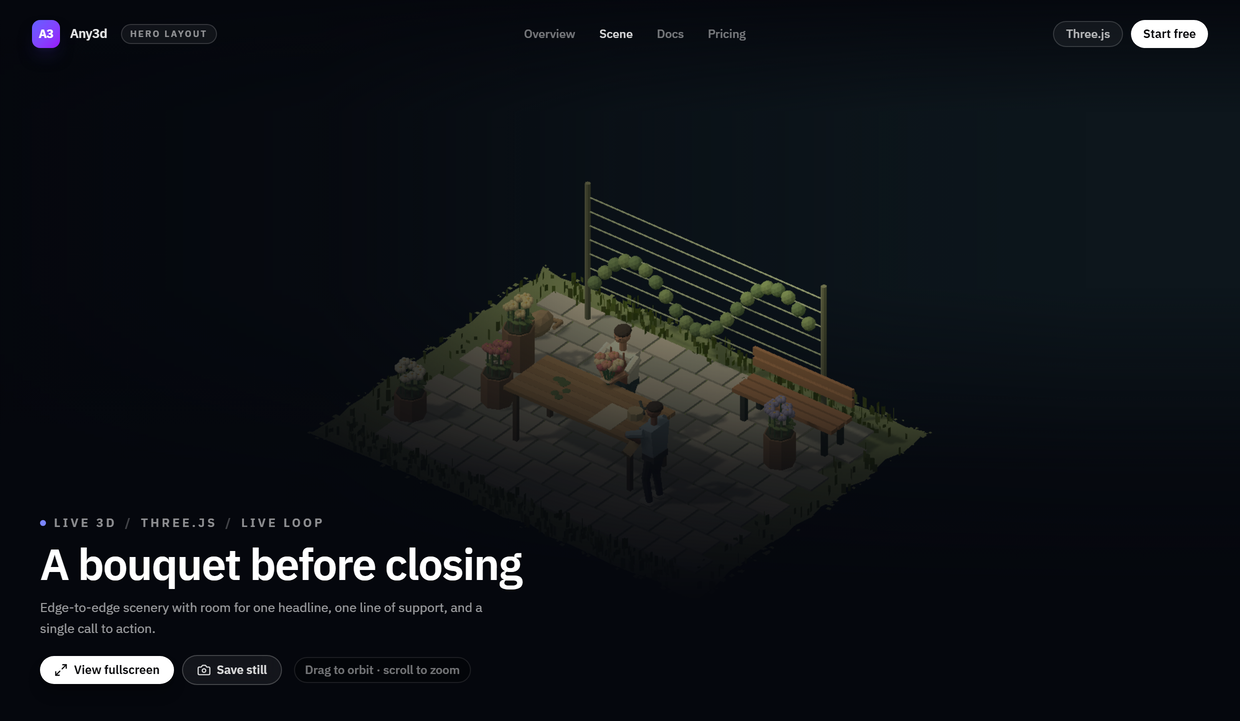 A3 Any3d HERO LAYOUT Overview Scene Docs Pricing Three.js Start free
LIVE 3D / THREE.JS / LIVE LOOP
A bouquet before closing
Edge-to-edge scenery with room for one headline, one line of support, and a
single call to action.
View fullscreen Save still Drag to orbit · scroll to zoom